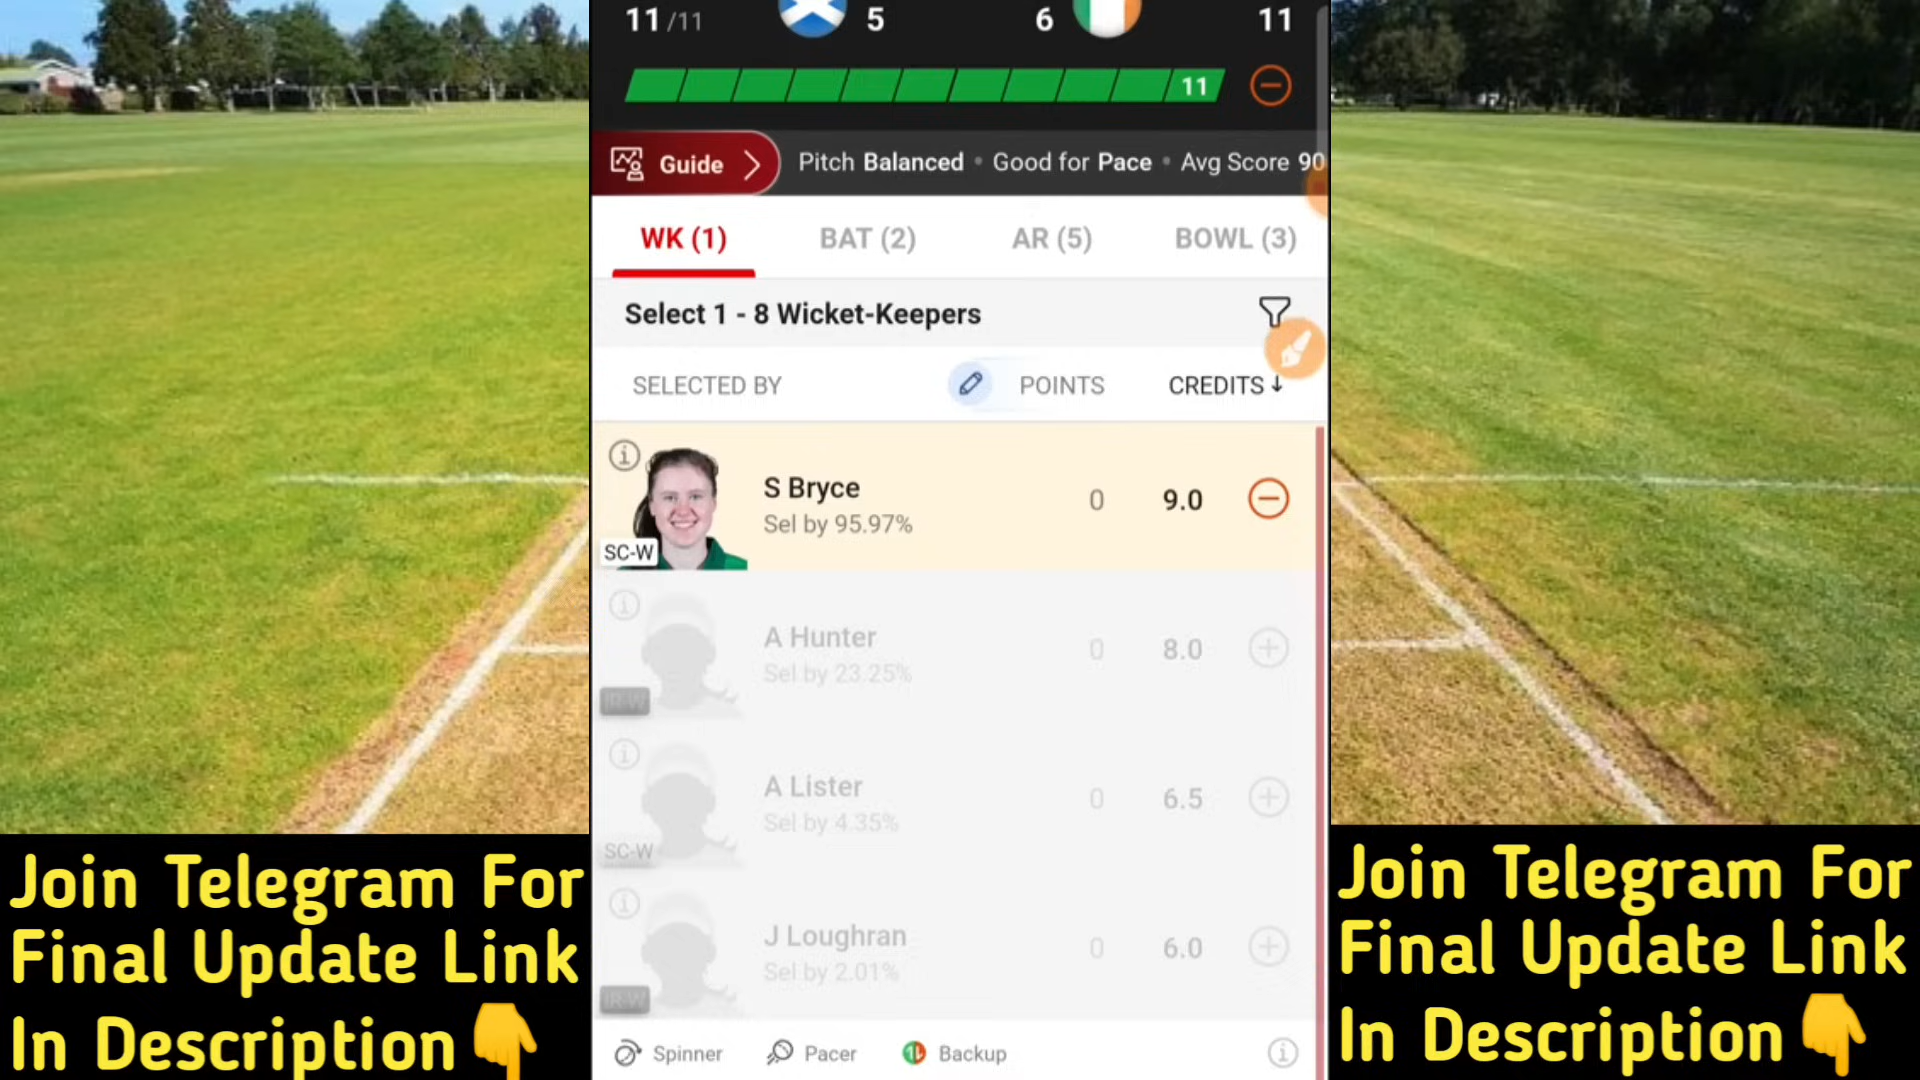 11/11 5 6 11
11
Guide Pitch Balanced • Good for Pace • Avg Score 90
WK (1) BAT (2) AR (5) BOWL (3)
Select 1 - 8 Wicket-Keepers
SELECTED BY POINTS CREDITS↓
S Bryce
Sel by 95.97%
0 9.0
SC-W
A Hunter
Sel by 23.25%
0 8.0
IR-W
A Lister
Sel by 4.35%
0 6.5
SC-W
J Loughran
Sel by 2.01%
0 6.0
IR-W
Spinner Pacer Backup
Join Telegram For
Final Update Link
In Description👇
Join Telegram For
Final Update Link
In Description👇